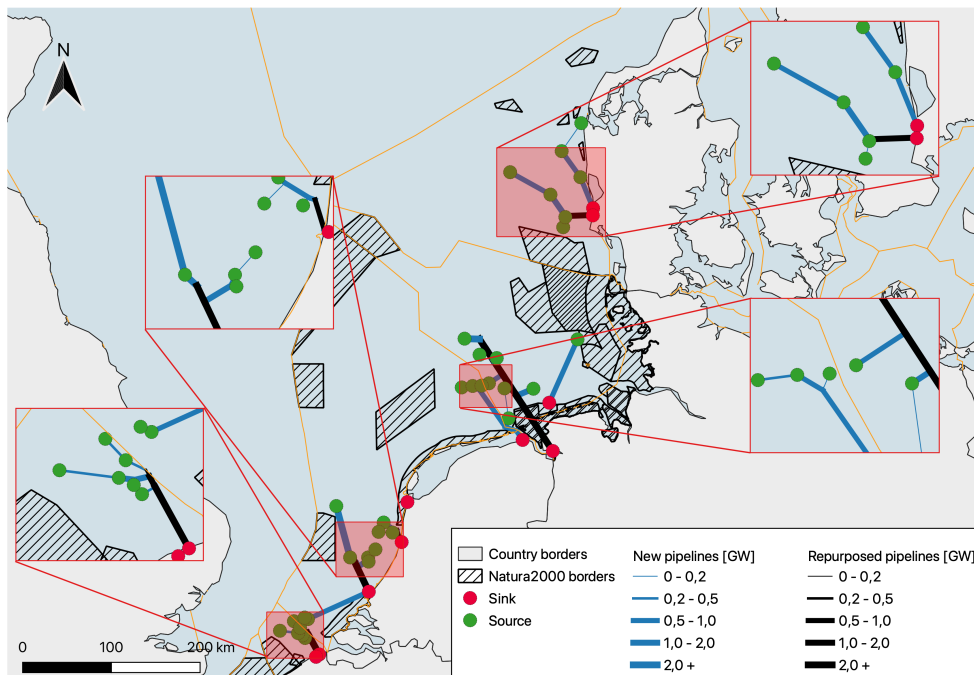 N
Country borders
Natura2000 borders
Sink
Source
New pipelines [GW]
0 - 0,2
0,2 - 0,5
0,5 - 1,0
1,0 - 2,0
2,0 +
Repurposed pipelines [GW]
0 - 0,2
0,2 - 0,5
0,5 - 1,0
1,0 - 2,0
2,0 +
0 100 200 km